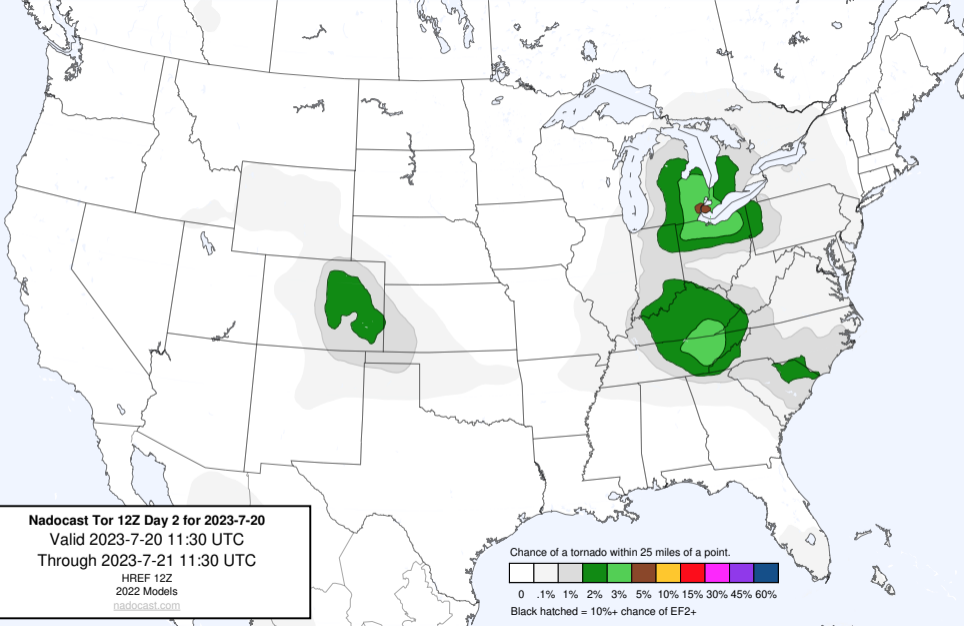 Nadocast Tor 12Z Day 2 for 2023-7-20
Valid 2023-7-20 11:30 UTC
Through 2023-7-21 11:30 UTC
HREF 12Z
2022 Models
nadocast.com
Chance of a tornado within 25 miles of a point.
0 .1% 1% 2% 3% 5% 10% 15% 30% 45% 60%
Black hatched = 10%+ chance of EF2+